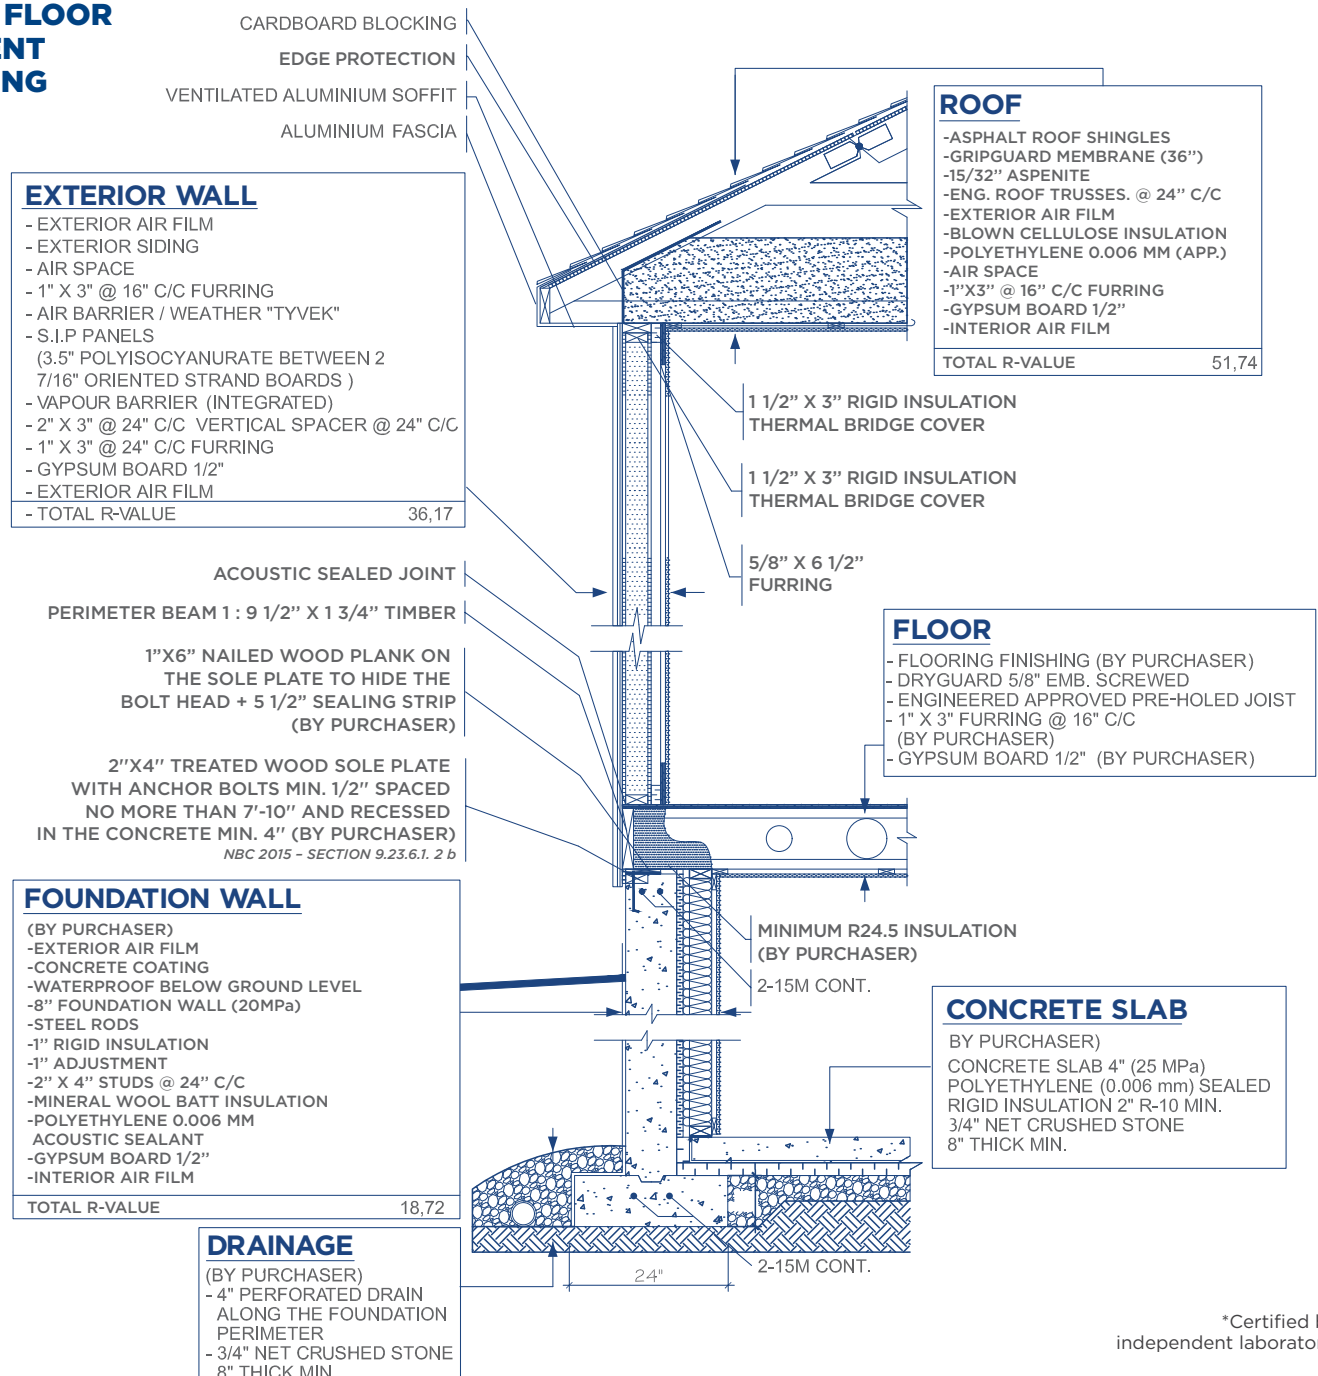 FLOOR
ENT
NG
CARDBOARD BLOCKING
EDGE PROTECTION
VENTILATED ALUMINIUM SOFFIT
ALUMINIUM FASCIA
EXTERIOR WALL
- EXTERIOR AIR FILM
- EXTERIOR SIDING
- AIR SPACE
- 1" X 3" @ 16" C/C FURRING
- AIR BARRIER / WEATHER "TYVEK"
- S.I.P PANELS
(3.5" POLYISOCYANURATE BETWEEN 2
7/16" ORIENTED STRAND BOARDS )
- VAPOUR BARRIER (INTEGRATED)
- 2" X 3" @ 24" C/C VERTICAL SPACER @ 24" C/C
- 1" X 3" @ 24" C/C FURRING
- GYPSUM BOARD 1/2"
- EXTERIOR AIR FILM
- TOTAL R-VALUE 36,17
ROOF
-ASPHALT ROOF SHINGLES
-GRIPGUARD MEMBRANE (36”)
-15/32” ASPENITE
-ENG. ROOF TRUSSES. @ 24” C/C
-EXTERIOR AIR FILM
-BLOWN CELLULOSE INSULATION
-POLYETHYLENE 0.006 MM (APP.)
-AIR SPACE
-1”X3” @ 16” C/C FURRING
-GYPSUM BOARD 1/2”
-INTERIOR AIR FILM
TOTAL R-VALUE 51,74
1 1/2” X 3” RIGID INSULATION
THERMAL BRIDGE COVER
1 1/2” X 3” RIGID INSULATION
THERMAL BRIDGE COVER
5/8” X 6 1/2”
FURRING
ACOUSTIC SEALED JOINT
PERIMETER BEAM 1 : 9 1/2” X 1 3/4” TIMBER
1”X6” NAILED WOOD PLANK ON
THE SOLE PLATE TO HIDE THE
BOLT HEAD + 5 1/2” SEALING STRIP
(BY PURCHASER)
2''X4'' TREATED WOOD SOLE PLATE
WITH ANCHOR BOLTS MIN. 1/2'' SPACED
NO MORE THAN 7'-10'' AND RECESSED
IN THE CONCRETE MIN. 4'' (BY PURCHASER)
NBC 2015 – SECTION 9.23.6.1. 2 b
FLOOR
- FLOORING FINISHING (BY PURCHASER)
- DRYGUARD 5/8" EMB. SCREWED
- ENGINEERED APPROVED PRE-HOLED JOIST
- 1" X 3" FURRING @ 16" C/C
(BY PURCHASER)
- GYPSUM BOARD 1/2" (BY PURCHASER)
FOUNDATION WALL
(BY PURCHASER)
-EXTERIOR AIR FILM
-CONCRETE COATING
-WATERPROOF BELOW GROUND LEVEL
-8” FOUNDATION WALL (20MPa)
-STEEL RODS
-1” RIGID INSULATION
-1” ADJUSTMENT
-2” X 4” STUDS @ 24” C/C
-MINERAL WOOL BATT INSULATION
-POLYETHYLENE 0.006 MM
ACOUSTIC SEALANT
-GYPSUM BOARD 1/2”
-INTERIOR AIR FILM
TOTAL R-VALUE 18,72
MINIMUM R24.5 INSULATION
(BY PURCHASER)
2-15M CONT.
CONCRETE SLAB
BY PURCHASER)
CONCRETE SLAB 4" (25 MPa)
POLYETHYLENE (0.006 mm) SEALED
RIGID INSULATION 2" R-10 MIN.
3/4" NET CRUSHED STONE
8" THICK MIN.
DRAINAGE
(BY PURCHASER)
- 4" PERFORATED DRAIN
ALONG THE FOUNDATION
PERIMETER
- 3/4" NET CRUSHED STONE
8" THICK MIN
24"
2-15M CONT.
*Certified
independent laborator